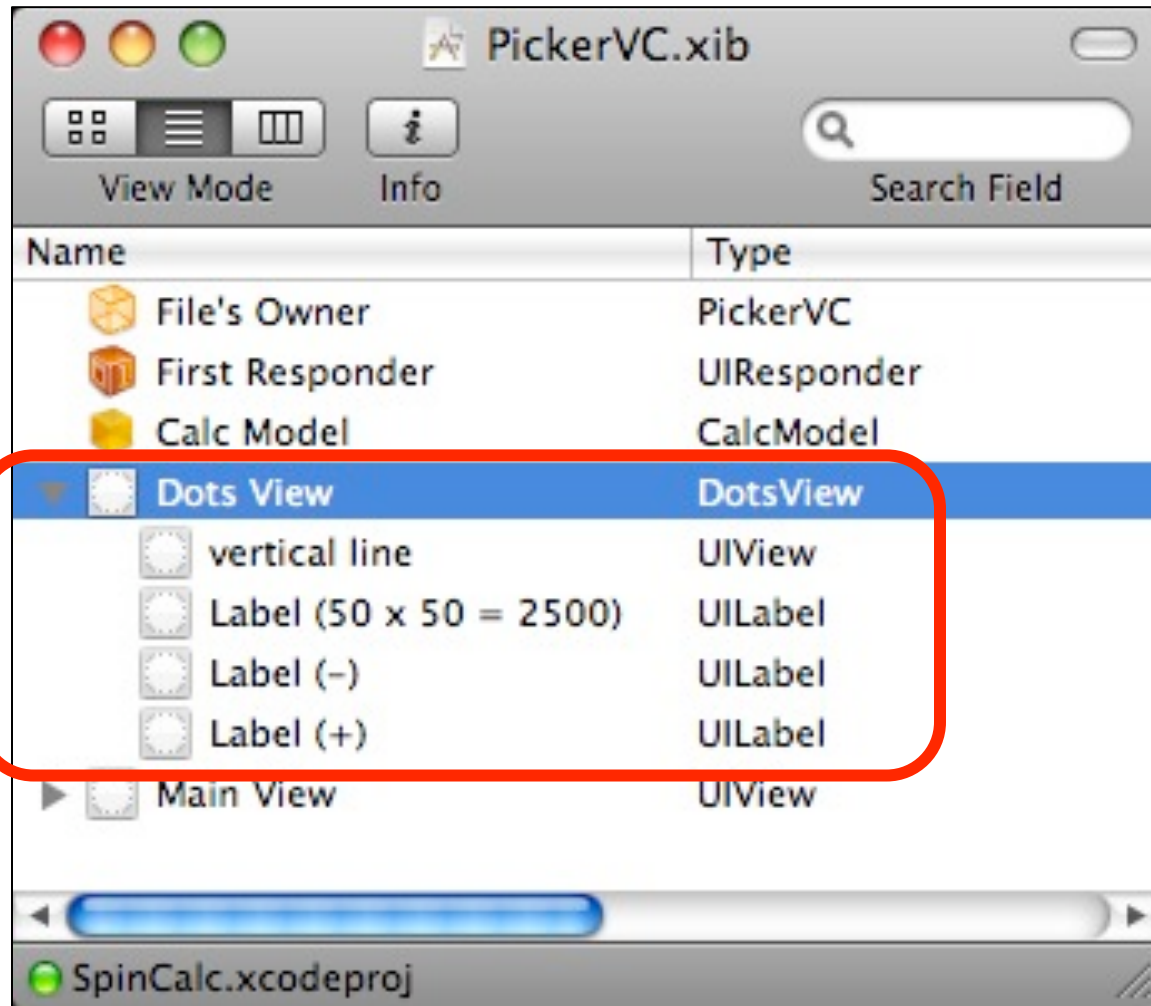 PickerVC.xib
View Mode Info Search Field
Name Type
File's Owner PickerVC
First Responder UIResponder
Calc Model CalcModel
Dots View DotsView
vertical line UIView
Label (50 x 50 = 2500) UILabel
Label (–) UILabel
Label (+) UILabel
Main View UIView
SpinCalc.xcodeproj